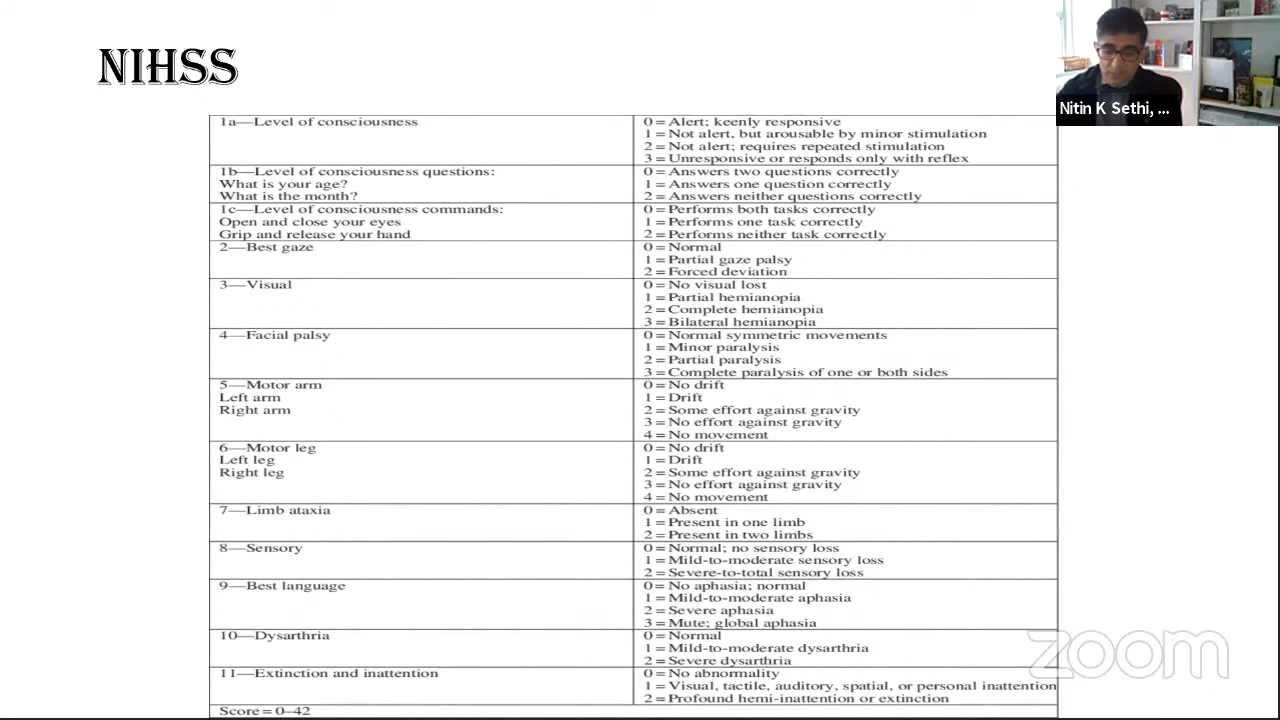 NIHSS
Nitin K Sethi, ...
1a—Level of consciousness
0 = Alert; keenly responsive
1 = Not alert, but arousable by minor stimulation
2 = Not alert; requires repeated stimulation
3 = Unresponsive or responds only with reflex
1b—Level of consciousness questions:
What is your age?
What is the month?
0 = Answers two questions correctly
1 = Answers one question correctly
2 = Answers neither questions correctly
1c—Level of consciousness commands:
Open and close your eyes
Grip and release your hand
0 = Performs both tasks correctly
1 = Performs one task correctly
2 = Performs neither task correctly
2—Best gaze
0 = Normal
1 = Partial gaze palsy
2 = Forced deviation
3—Visual
0 = No visual lost
1 = Partial hemianopia
2 = Complete hemianopia
3 = Bilateral hemianopia
4—Facial palsy
0 = Normal symmetric movements
1 = Minor paralysis
2 = Partial paralysis
3 = Complete paralysis of one or both sides
5—Motor arm
Left arm
Right arm
0 = No drift
1 = Drift
2 = Some effort against gravity
3 = No effort against gravity
4 = No movement
6—Motor leg
Left leg
Right leg
0 = No drift
1 = Drift
2 = Some effort against gravity
3 = No effort against gravity
4 = No movement
7—Limb ataxia
0 = Absent
1 = Present in one limb
2 = Present in two limbs
8—Sensory
0 = Normal; no sensory loss
1 = Mild-to-moderate sensory loss
2 = Severe-to-total sensory loss
9—Best language
0 = No aphasia; normal
1 = Mild-to-moderate aphasia
2 = Severe aphasia
3 = Mute; global aphasia
10—Dysarthria
0 = Normal
1 = Mild-to-moderate dysarthria
2 = Severe dysarthria
11—Extinction and inattention
0 = No abnormality
1 = Visual, tactile, auditory, spatial, or personal inattention
2 = Profound hemi-inattention or extinction
Score = 0–42
zoom